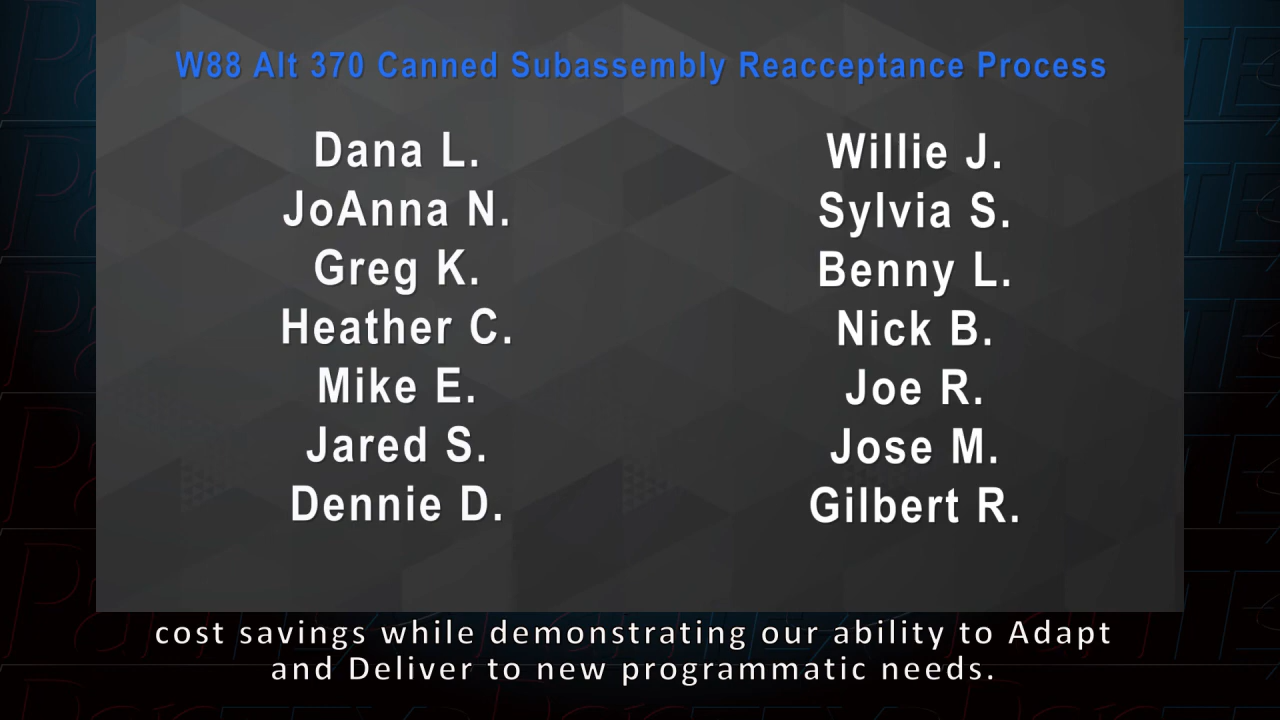 W88 Alt 370 Canned Subassembly Reacceptance Process
Dana L.
JoAnna N.
Greg K.
Heather C.
Mike E.
Jared S.
Dennie D.
Willie J.
Sylvia S.
Benny L.
Nick B.
Joe R.
Jose M.
Gilbert R.
cost savings while demonstrating our ability to Adapt
and Deliver to new programmatic needs.